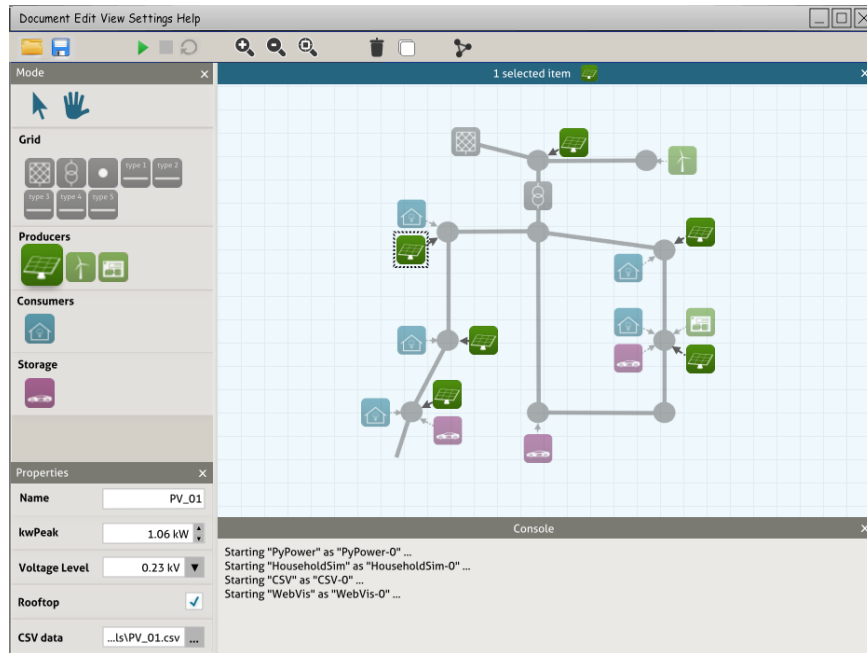 Document Edit View Settings Help
Mode
1 selected item
Grid
type 1 type 2
type 3 type 4 type 5
Producers
Consumers
Storage
Properties
Name PV_01
kwPeak 1.06 kW
Voltage Level 0.23 kV
Rooftop
CSV data ...ls\PV_01.csv ...
Console
Starting "PyPower" as "PyPower-0" ...
Starting "HouseholdSim" as "HouseholdSim-0" ...
Starting "CSV" as "CSV-0" ...
Starting "WebVis" as "WebVis-0" ...